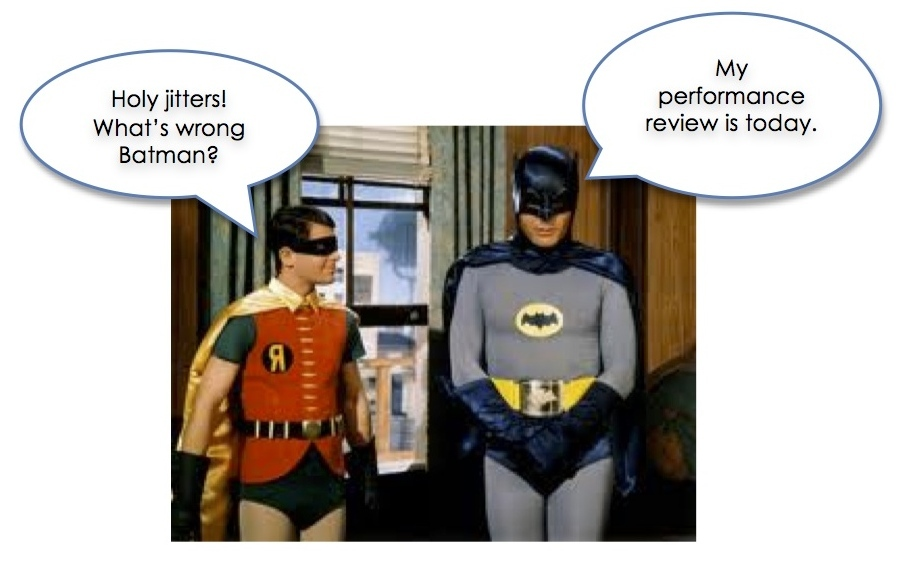 Holy jitters!
What's wrong
Batman?
My
performance
review is today.
R